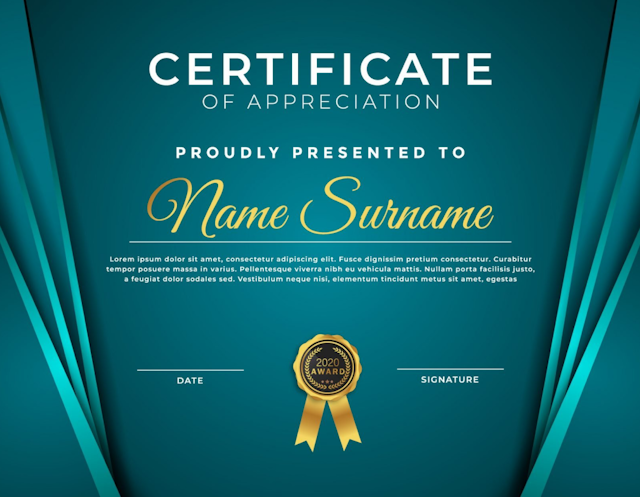 CERTIFICATE
OF APPRECIATION
PROUDLY PRESENTED TO
Name Surname
Lorem ipsum dolor sit amet, consectetur adipiscing elit. Fusce dignissim pretium consectetur. Curabitur
tempor posuere massa in varius. Pellentesque viverra nibh eu vehicula mattis. Nullam porta facilisis justo,
a feugiat dolor sodales sed. Vestibulum neque nisi, elementum tincidunt metus sit amet, egestas
2020
AWARD
DATE
SIGNATURE